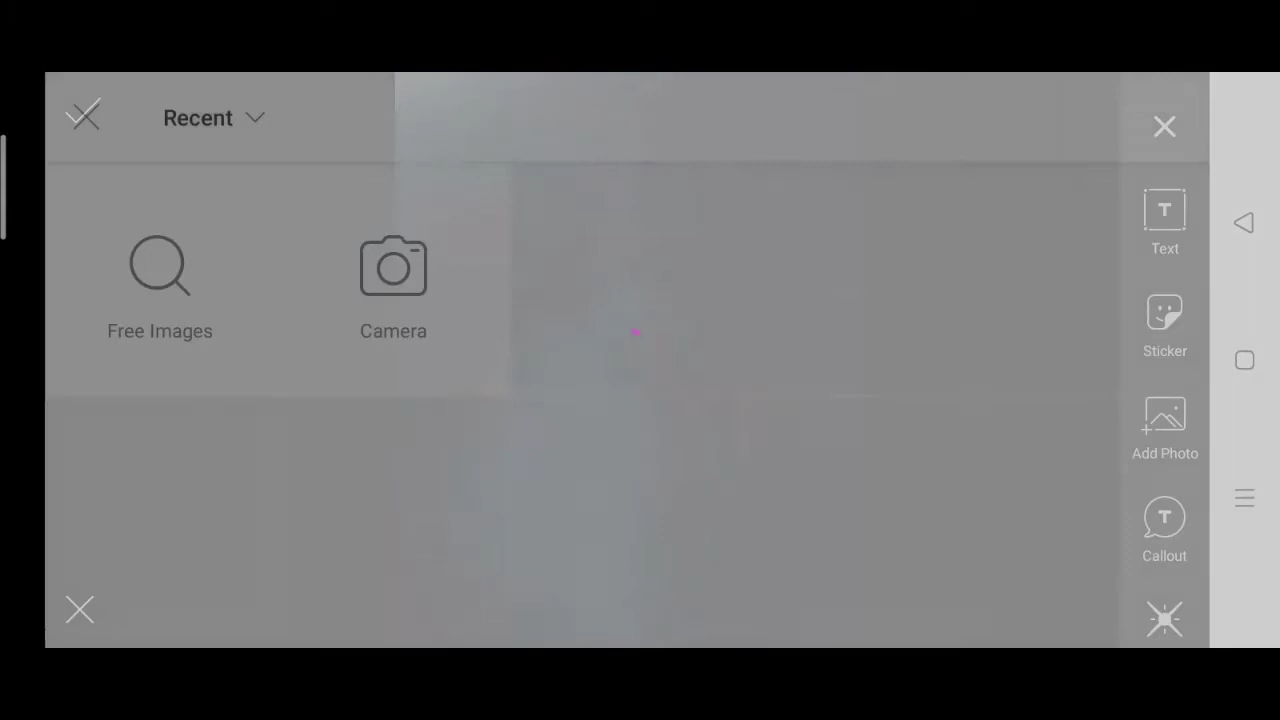 Recent
Free Images
Camera
Text
Sticker
Add Photo
Callout